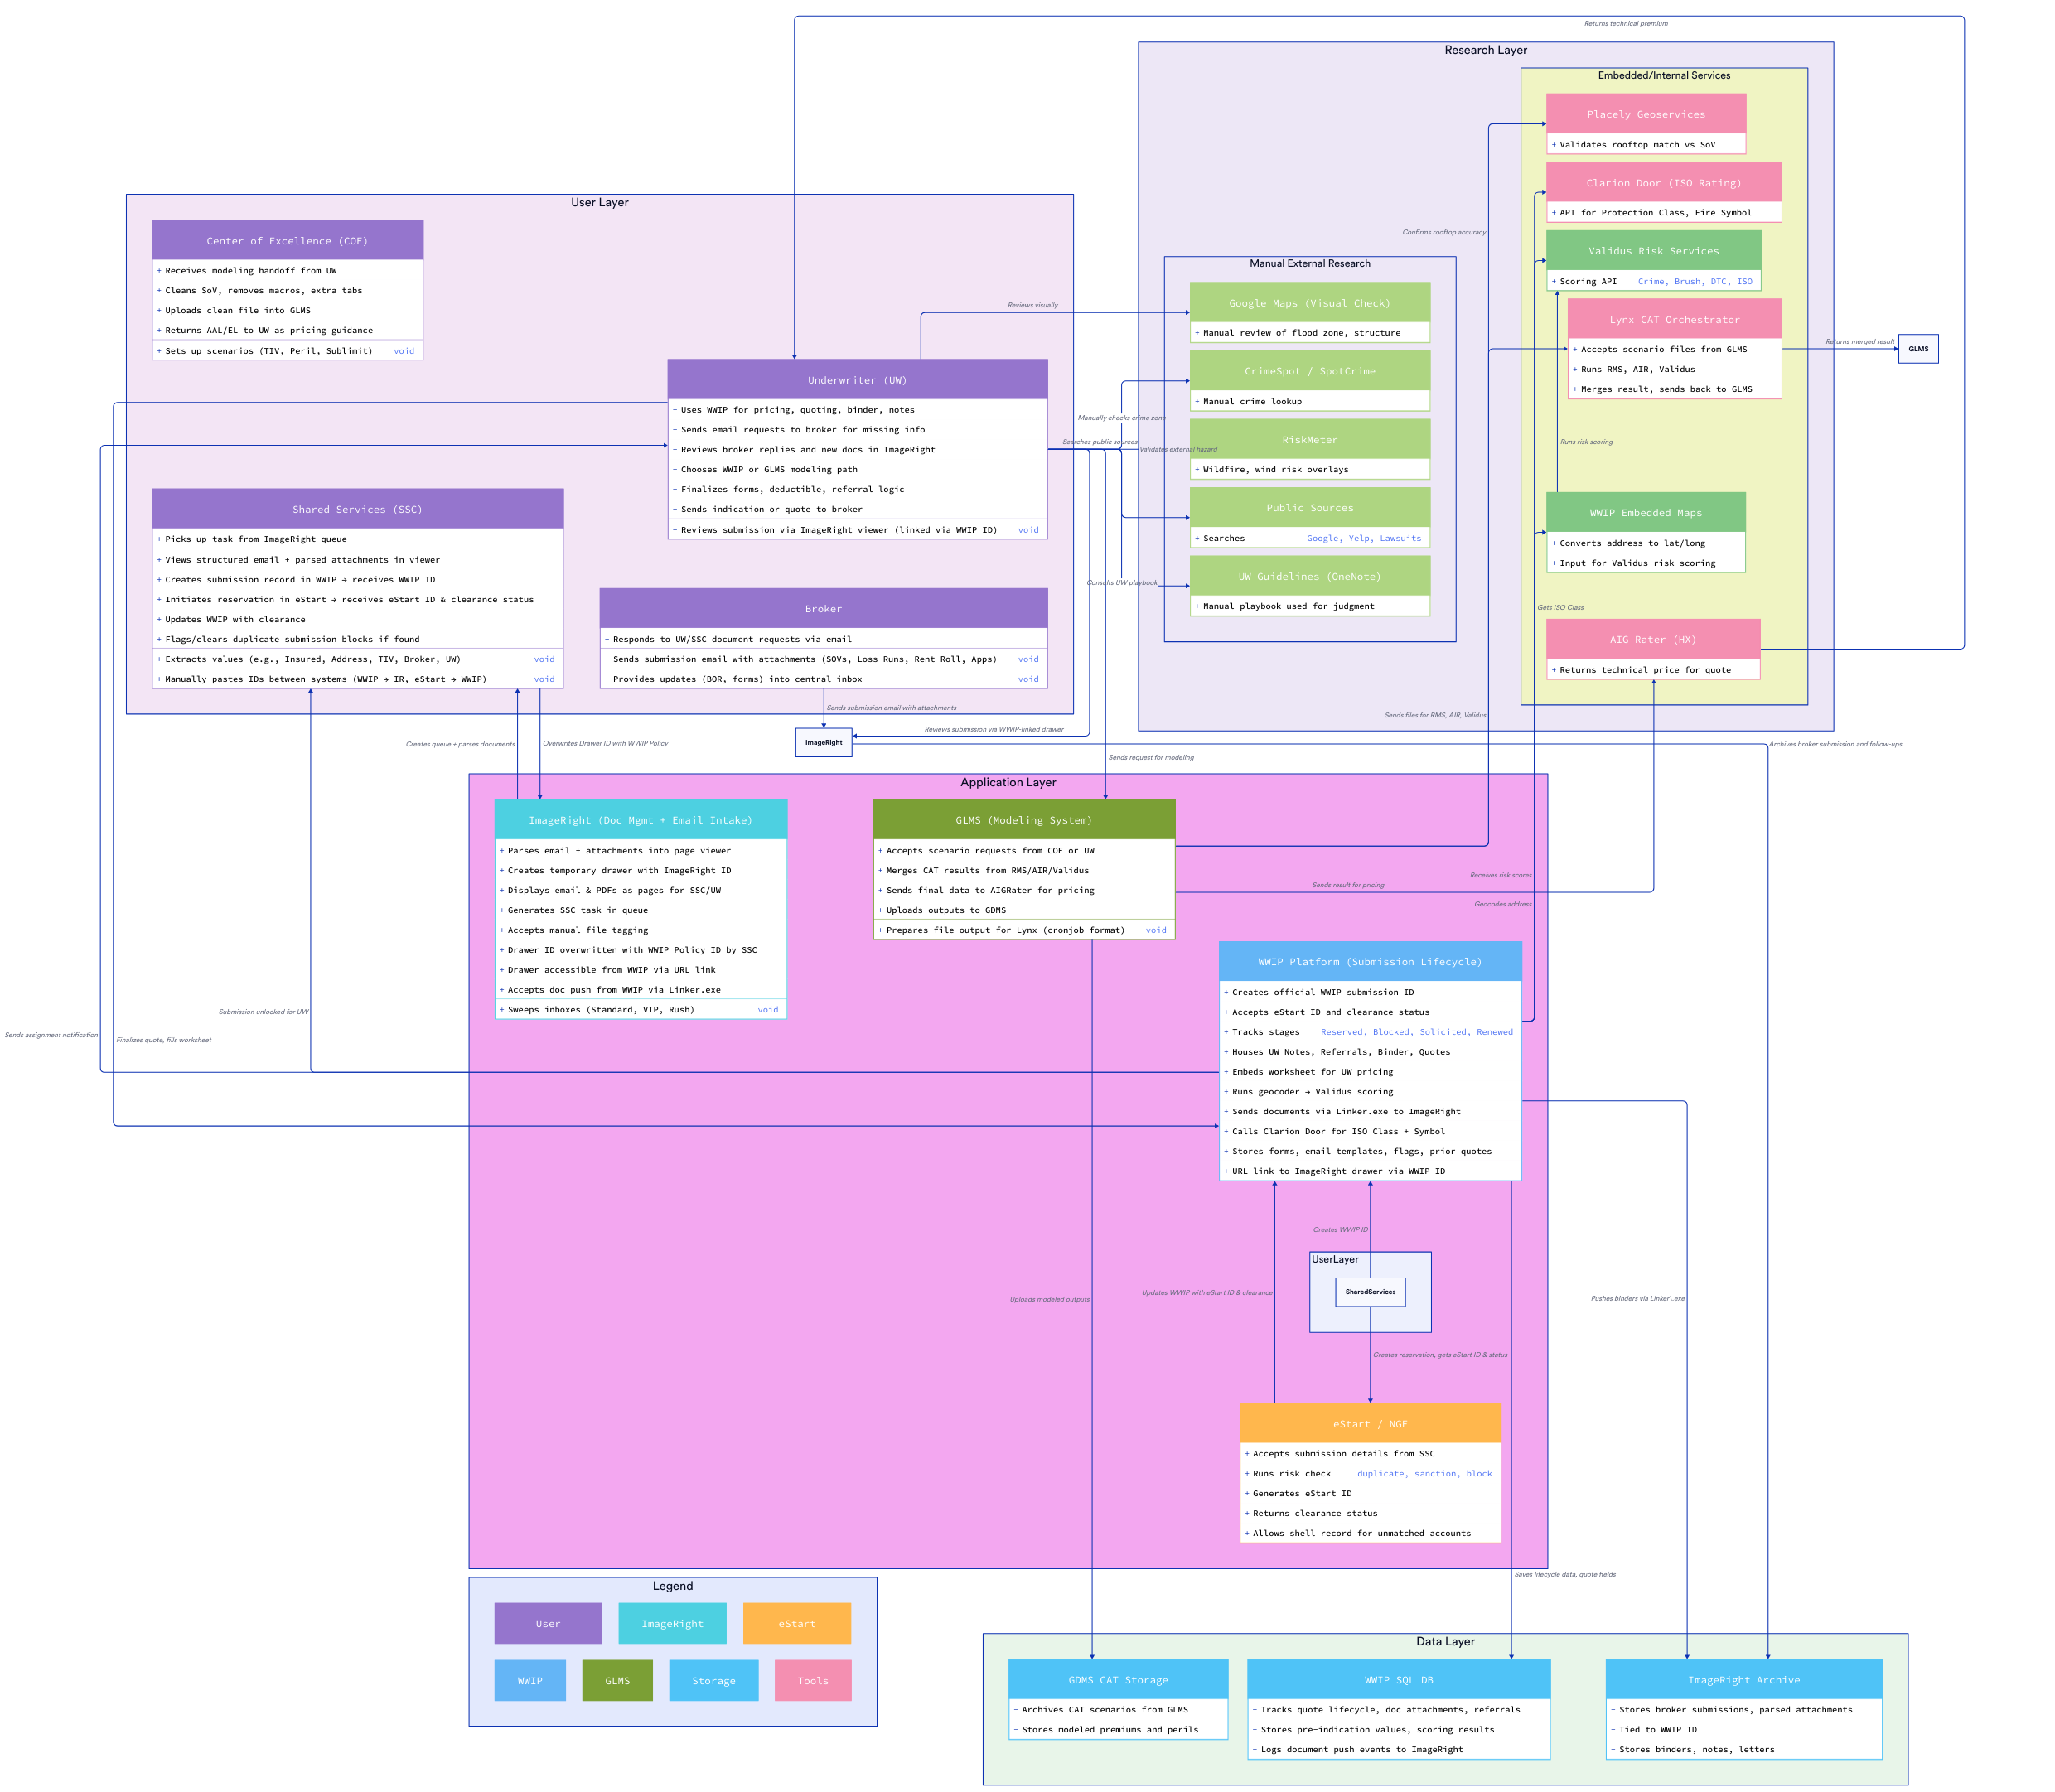 Returns technical premium
Research Layer
Embedded/Internal Services
Placely Geoservices
+ Validates rooftop match vs SoV
Clarion Door (ISO Rating)
+ API for Protection Class, Fire Symbol
Confirms rooftop accuracy
Validus Risk Services
+ Scoring API Crime, Brush, DTC, ISO
Lynx CAT Orchestrator
+ Accepts scenario files from GLMS
+ Runs RMS, AIR, Validus
+ Merges result, sends back to GLMS
Returns merged result
GLMS
Runs risk scoring
WWIP Embedded Maps
+ Converts address to lat/long
+ Input for Validus risk scoring
Gets ISO Class
AIG Rater (HX)
+ Returns technical price for quote
Manual External Research
Google Maps (Visual Check)
+ Manual review of flood zone, structure
CrimeSpot / SpotCrime
+ Manual crime lookup
RiskMeter
+ Wildfire, wind risk overlays
Public Sources
+ Searches Google, Yelp, Lawsuits
UW Guidelines (OneNote)
+ Manual playbook used for judgment
Reviews visually
Manually checks crime zone
Searches public sources
Validates external hazard
Consults UW playbook
Sends files for RMS, AIR, Validus
User Layer
Center of Excellence (COE)
+ Receives modeling handoff from UW
+ Cleans SoV, removes macros, extra tabs
+ Uploads clean file into GLMS
+ Returns AAL/EL to UW as pricing guidance
+ Sets up scenarios (TIV, Peril, Sublimit) void
Underwriter (UW)
+ Uses WWIP for pricing, quoting, binder, notes
+ Sends email requests to broker for missing info
+ Reviews broker replies and new docs in ImageRight
+ Chooses WWIP or GLMS modeling path
+ Finalizes forms, deductible, referral logic
+ Sends indication or quote to broker
+ Reviews submission via ImageRight viewer (linked via WWIP ID) void
Shared Services (SSC)
+ Picks up task from ImageRight queue
+ Views structured email + parsed attachments in viewer
+ Creates submission record in WWIP → receives WWIP ID
+ Initiates reservation in eStart → receives eStart ID & clearance status
+ Updates WWIP with clearance
+ Flags/clears duplicate submission blocks if found
+ Extracts values (e.g., Insured, Address, TIV, Broker, UW) void
+ Manually pastes IDs between systems (WWIP → IR, eStart → WWIP) void
Broker
+ Responds to UW/SSC document requests via email
+ Sends submission email with attachments (SOVs, Loss Runs, Rent Roll, Apps) void
+ Provides updates (BOR, forms) into central inbox void
Sends submission email with attachments
Reviews submission via WWIP-linked drawer
ImageRight
Creates queue + parses documents
Overwrites Drawer ID with WWIP Policy
Sends request for modeling
Archives broker submission and follow-ups
Application Layer
ImageRight (Doc Mgmt + Email Intake)
+ Parses email + attachments into page viewer
+ Creates temporary drawer with ImageRight ID
+ Displays email & PDFs as pages for SSC/UW
+ Generates SSC task in queue
+ Accepts manual file tagging
+ Drawer ID overwritten with WWIP Policy ID by SSC
+ Drawer accessible from WWIP via URL link
+ Accepts doc push from WWIP via Linker.exe
+ Sweeps inboxes (Standard, VIP, Rush) void
GLMS (Modeling System)
+ Accepts scenario requests from COE or UW
+ Merges CAT results from RMS/AIR/Validus
+ Sends final data to AIGRater for pricing
+ Uploads outputs to GDMS
+ Prepares file output for Lynx (cronjob format) void
Receives risk scores
Sends result for pricing
Geocodes address
WWIP Platform (Submission Lifecycle)
+ Creates official WWIP submission ID
+ Accepts eStart ID and clearance status
+ Tracks stages Reserved, Blocked, Solicited, Renewed
+ Houses UW Notes, Referrals, Binder, Quotes
+ Embeds worksheet for UW pricing
+ Runs geocoder → Validus scoring
+ Sends documents via Linker.exe to ImageRight
+ Calls Clarion Door for ISO Class + Symbol
+ Stores forms, email templates, flags, prior quotes
+ URL link to ImageRight drawer via WWIP ID
Submission unlocked for UW
Sends assignment notification
Finalizes quote, fills worksheet
Creates WWIP ID
UserLayer
SharedServices
Updates WWIP with eStart ID & clearance
Uploads modeled outputs
Pushes binders via Linker\.exe
Creates reservation, gets eStart ID & status
eStart / NGE
+ Accepts submission details from SSC
+ Runs risk check duplicate, sanction, block
+ Generates eStart ID
+ Returns clearance status
+ Allows shell record for unmatched accounts
Saves lifecycle data, quote fields
Legend
User
ImageRight
eStart
WWIP
GLMS
Storage
Tools
Data Layer
GDMS CAT Storage
- Archives CAT scenarios from GLMS
- Stores modeled premiums and perils
WWIP SQL DB
- Tracks quote lifecycle, doc attachments, referrals
- Stores pre-indication values, scoring results
- Logs document push events to ImageRight
ImageRight Archive
- Stores broker submissions, parsed attachments
- Tied to WWIP ID
- Stores binders, notes, letters